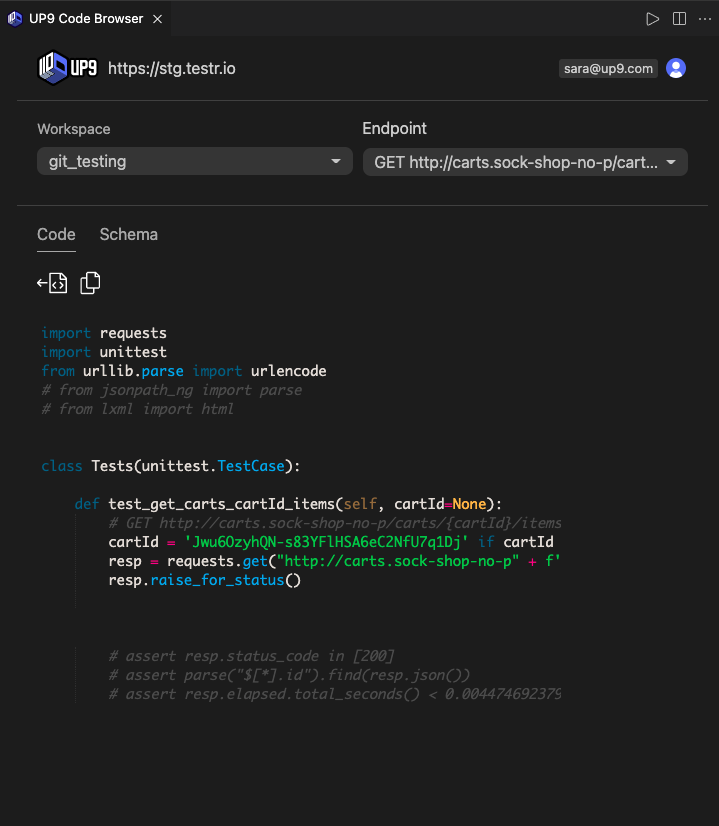 UP9 Code Browser
UP9 https://stg.testr.io sara@up9.com
Workspace Endpoint
git_testing GET http://carts.sock-shop-no-p/cart...
Code Schema
import requests
import unittest
from urllib.parse import urlencode
# from jsonpath_ng import parse
# from lxml import html
class Tests(unittest.TestCase):
def test_get_carts_cartId_items(self, cartId=None):
# GET http://carts.sock-shop-no-p/carts/{cartId}/items
cartId = 'Jwu6OzyhQN-s83YFlHSA6eC2NfU7q1Dj' if cartId
resp = requests.get("http://carts.sock-shop-no-p" + f'
resp.raise_for_status()
# assert resp.status_code in [200]
# assert parse("$[*].id").find(resp.json())
# assert resp.elapsed.total_seconds() < 0.004474692379